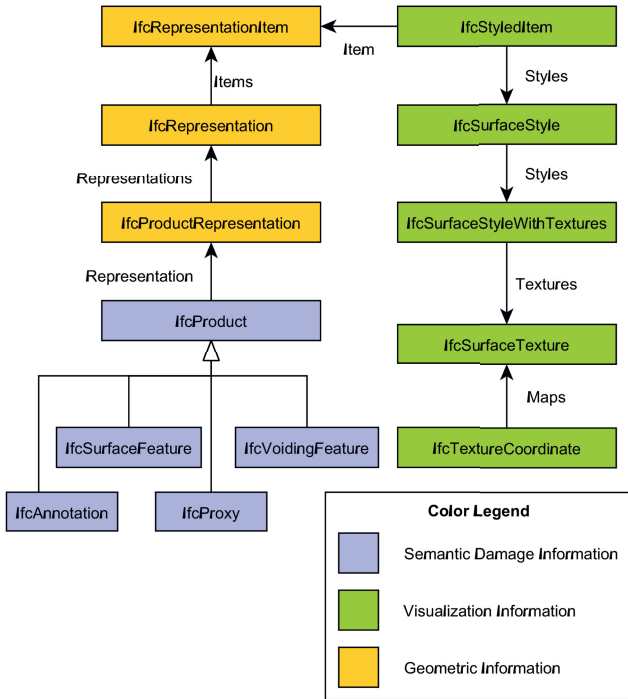 IfcRepresentationItem
Item
IfcStyledItem
Items
Styles
IfcRepresentation
IfcSurfaceStyle
Representations
Styles
IfcProductRepresentation
IfcSurfaceStyleWithTextures
Representation
Textures
IfcProduct
IfcSurfaceTexture
Maps
IfcSurfaceFeature
IfcVoidingFeature
IfcTextureCoordinate
IfcAnnotation
IfcProxy
Color Legend
Semantic Damage Information
Visualization Information
Geometric Information